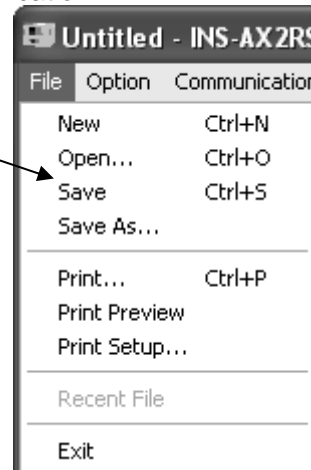 Untitled - INS-AX2RS
File Option Communication
New Ctrl+N
Open... Ctrl+O
Save Ctrl+S
Save As...
Print... Ctrl+P
Print Preview
Print Setup...
Recent File
Exit